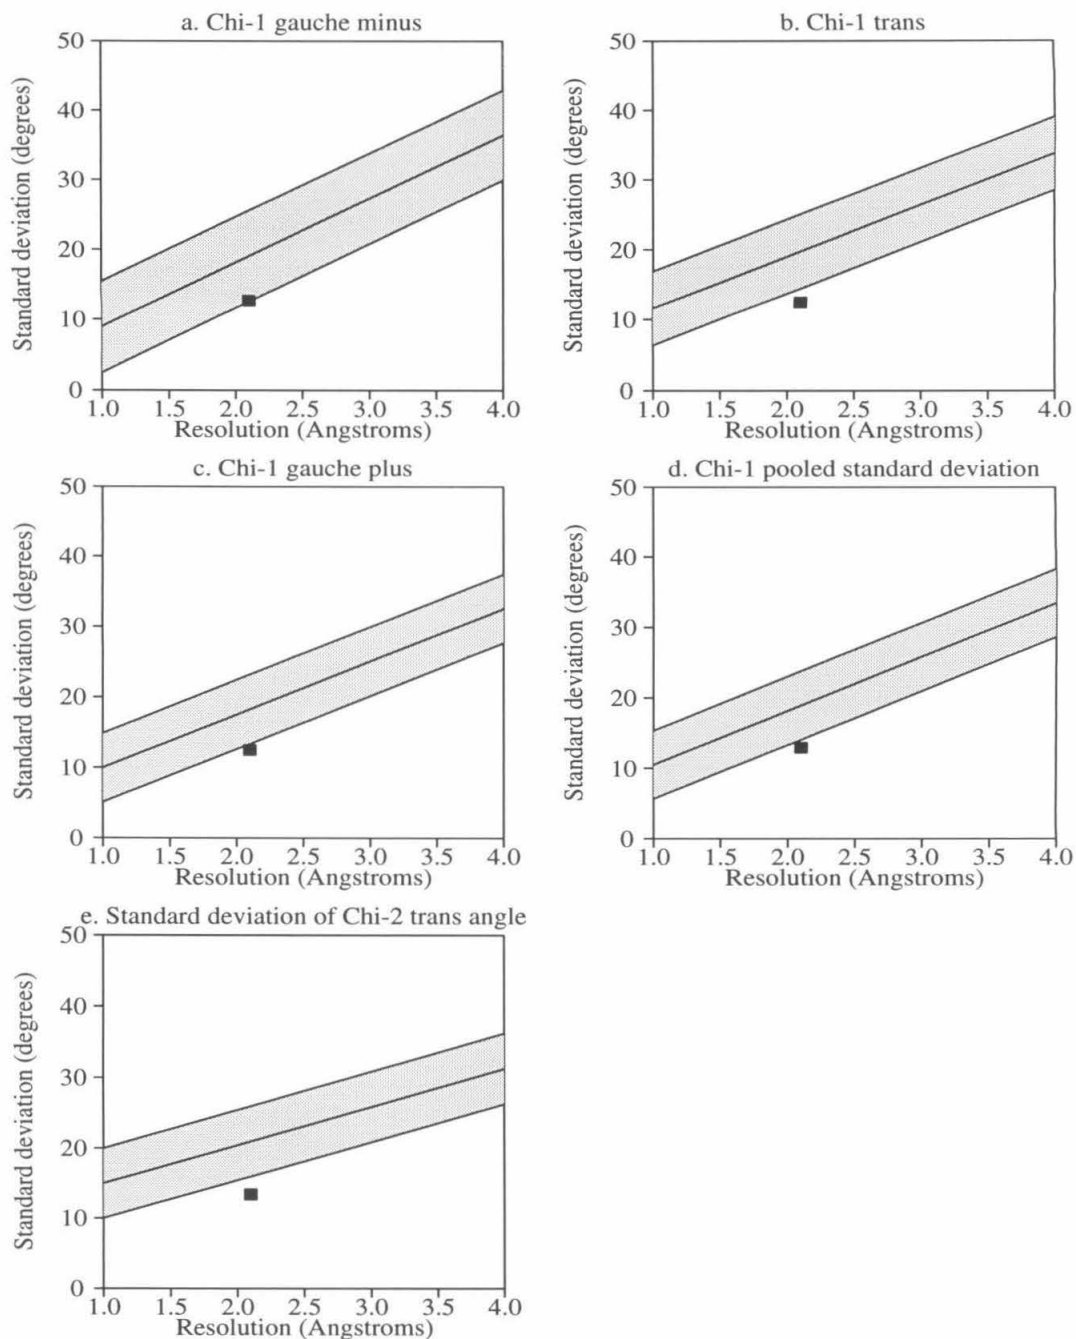 a. Chi-1 gauche minus
50
40
30
20
10
0
Standard deviation (degrees)
1.0 1.5 2.0 2.5 3.0 3.5 4.0
Resolution (Angstroms)
b. Chi-1 trans
50
40
30
20
10
0
Standard deviation (degrees)
1.0 1.5 2.0 2.5 3.0 3.5 4.0
Resolution (Angstroms)
c. Chi-1 gauche plus
50
40
30
20
10
0
Standard deviation (degrees)
1.0 1.5 2.0 2.5 3.0 3.5 4.0
Resolution (Angstroms)
d. Chi-1 pooled standard deviation
50
40
30
20
10
0
Standard deviation (degrees)
1.0 1.5 2.0 2.5 3.0 3.5 4.0
Resolution (Angstroms)
e. Standard deviation of Chi-2 trans angle
50
40
30
20
10
0
Standard deviation (degrees)
1.0 1.5 2.0 2.5 3.0 3.5 4.0
Resolution (Angstroms)